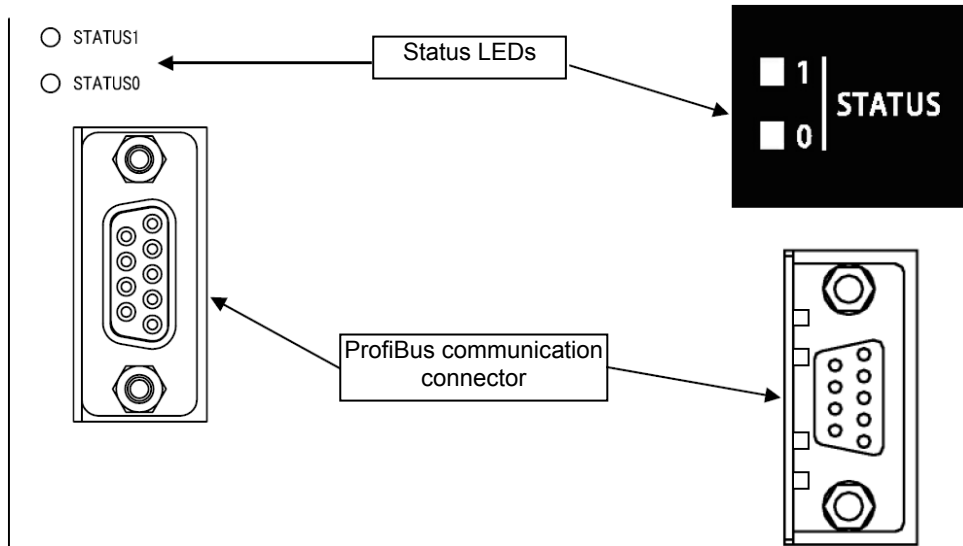 STATUS1
STATUS0
Status LEDs
1
0
STATUS
ProfiBus communication
connector